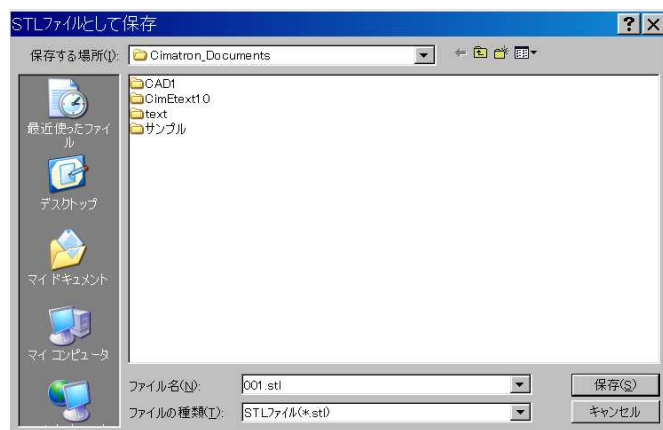 STLファイルとして保存
保存する場所(I): Cimatron_Documents
CAD1
CimEtext10
text
サンプル
最近使ったファイ
ル
デスクトップ
マイ ドキュメント
マイ コンピュータ
ファイル名(N): 001.stl 保存(S)
ファイルの種類(T): STLファイル(*.stl) キャンセル